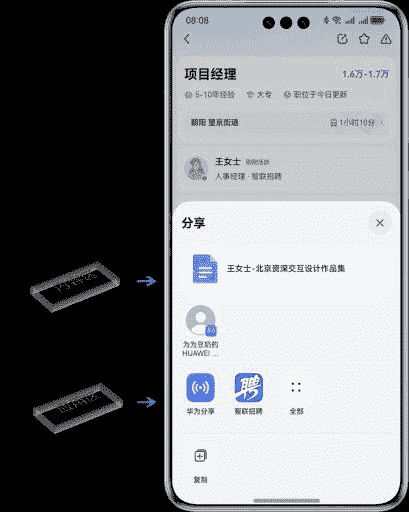 08:08
项目经理
1.6万-1.7万
5-10年经验
大专
职位于今日更新
朝阳 望京街道
1小时10分
王女士 刚刚活跃
人事经理 · 智联招聘
分享
王女士-北京资深交互设计作品集
为为豆奶的
HUAWEI ...
华为分享
智联招聘
全部
复制